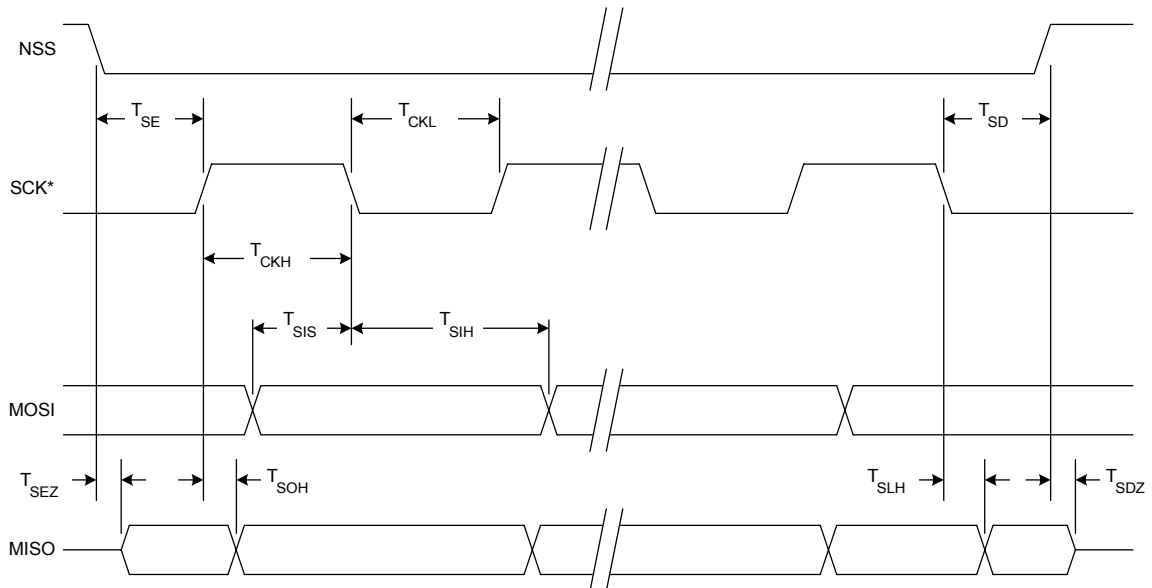 NSS
TSE
TCKL
TSD
SCK*
TCKH
TSIS
TSIH
MOSI
TSEZ
TSOH
TSLH
TSDZ
MISO